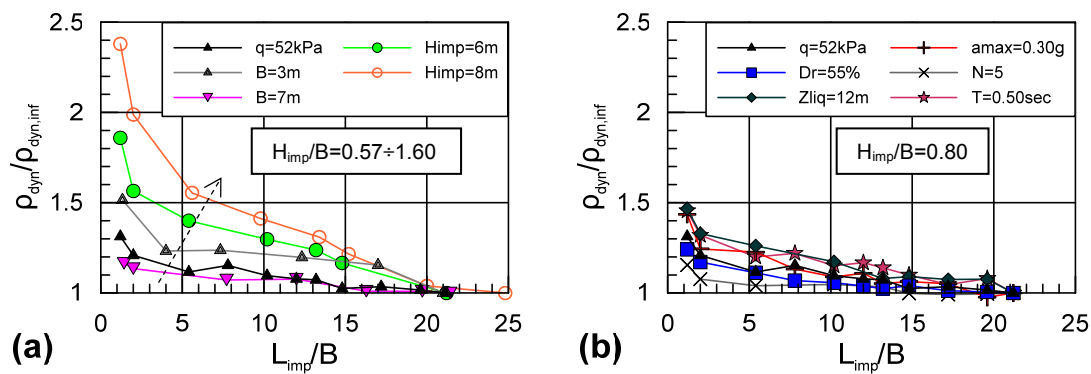 2.5
2
1.5
1
ρdyn/ρdyn,inf
q=52kPa
B=3m
B=7m
Himp=6m
Himp=8m
Himp/B=0.57÷1.60
0 5 10 15 20 25
Limp/B
(a)
2.5
2
1.5
1
ρdyn/ρdyn,inf
q=52kPa
Dr=55%
Zliq=12m
amax=0.30g
N=5
T=0.50sec
Himp/B=0.80
0 5 10 15 20 25
Limp/B
(b)